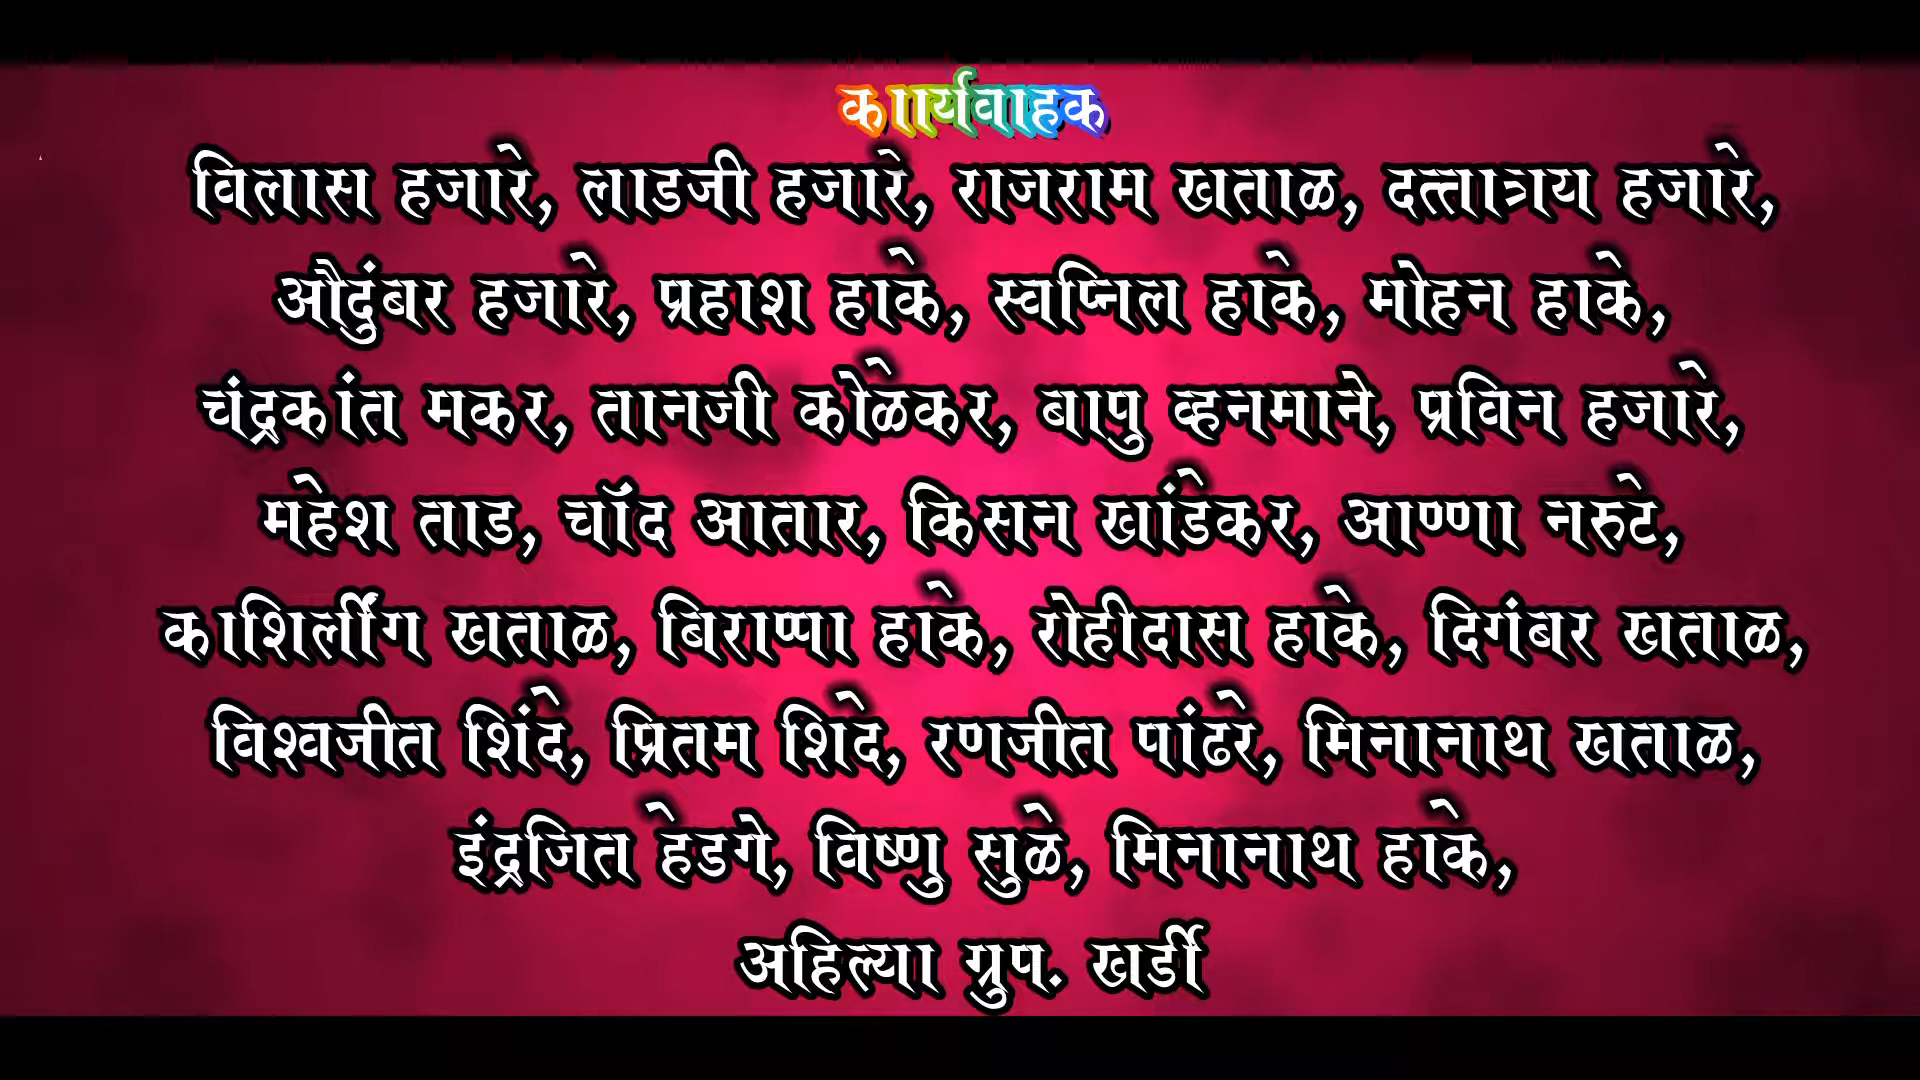 काार्यवाहक
विलास हजारे, लाडजी हजारे, राजराम खताळ, दत्तात्रय हजारे,
औदुंबर हजारे, प्रहाश हाके, स्वप्निल हाके, मोहन हाके,
चंद्रकांत मकर, तानजी कोळेकर, बापु व्हनमाने, प्रविन हजारे,
महेश ताड, चॉद आतार, किसन खांडेकर, आण्णा नरुटे,
काशिर्लींग खताळ, बिराप्पा हाके, रोहीदास हाके, दिगंबर खताळ,
विश्वजीत शिंदे, प्रितम शिदे, रणजीत पांढरे, मिनानाथ खताळ,
इंद्रजित हेडगे, विष्णु सुळे, मिनानाथ हाके,
अहिल्या ग्रुप. खर्डी